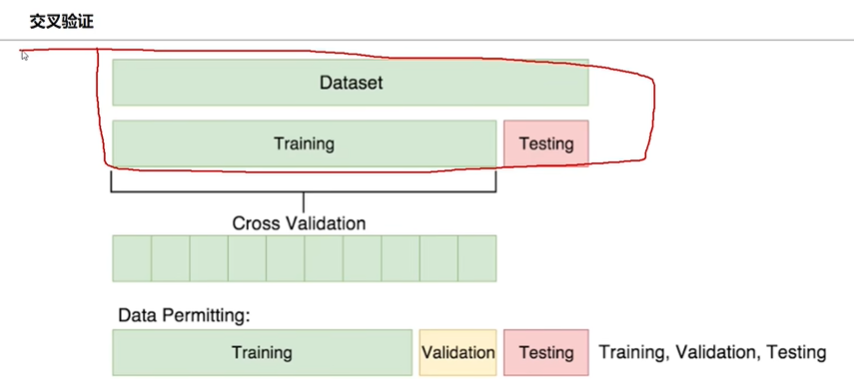 交叉验证
Dataset
Training Testing
Cross Validation
Data Permitting:
Training Validation Testing Training, Validation, Testing